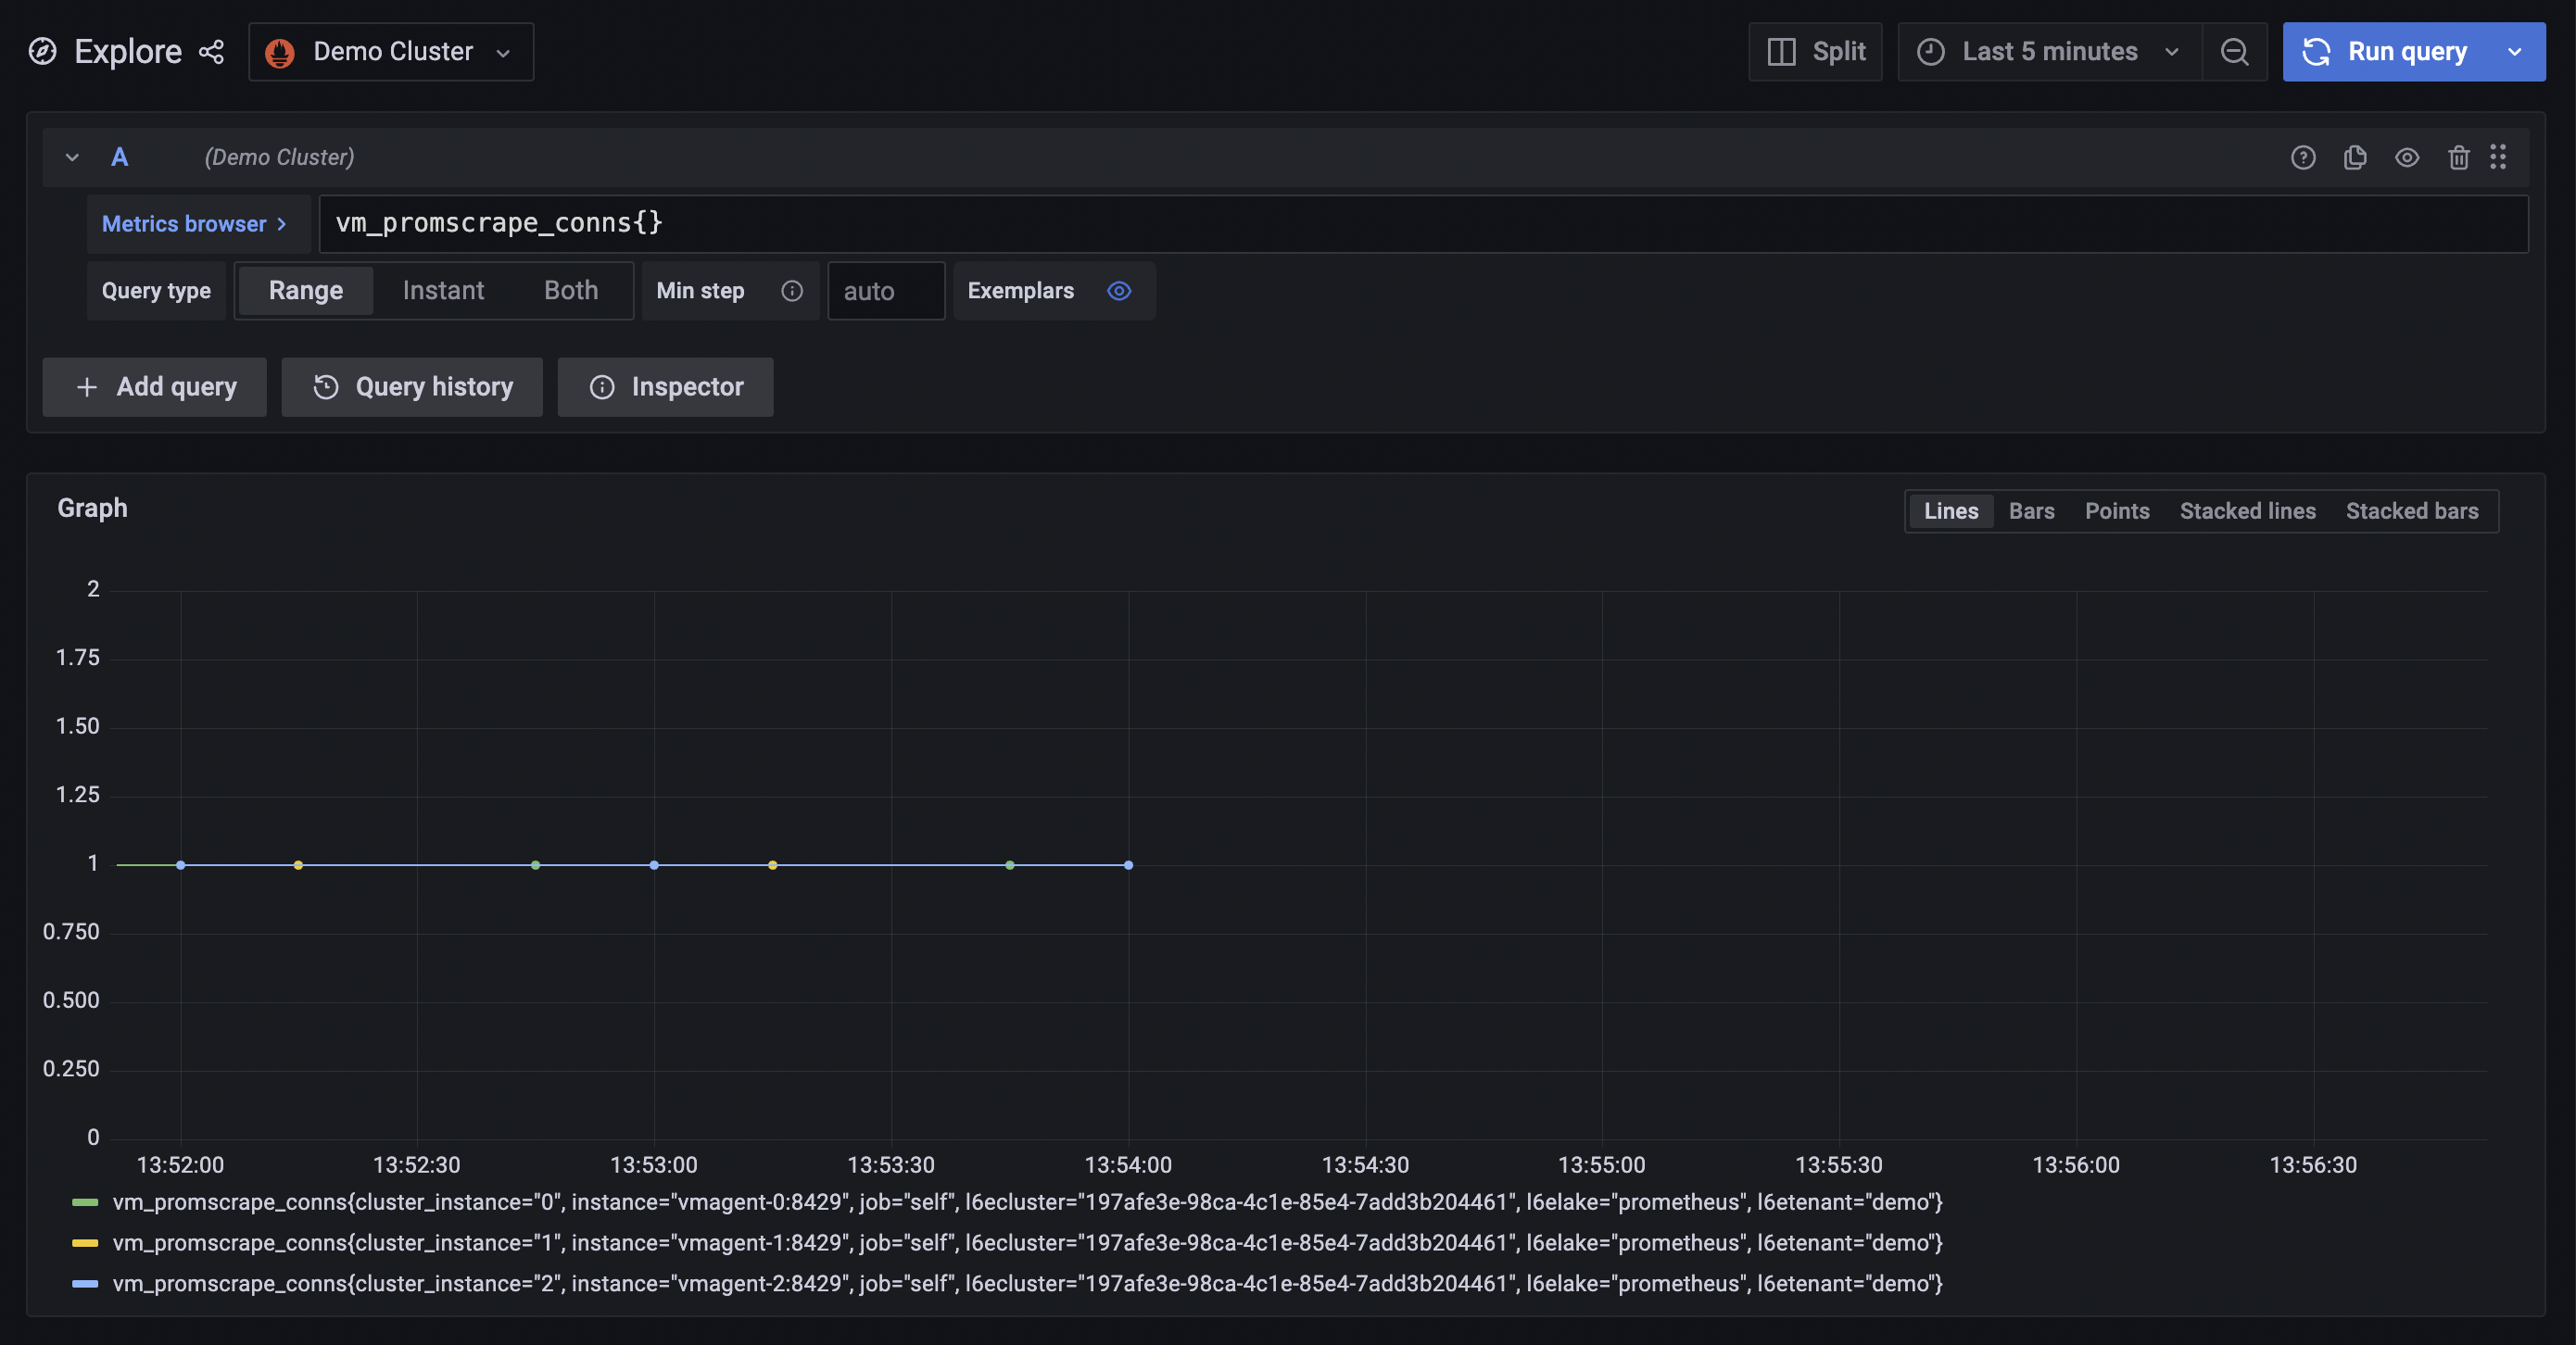 Explore Demo Cluster Split Last 5 minutes Run query
A (Demo Cluster)
Metrics browser > vm_promscrape_conns{}
Query type Range Instant Both Min step auto Exemplars
+ Add query Query history Inspector
Graph Lines Bars Points Stacked lines Stacked bars
2
1.75
1.50
1.25
1
0.750
0.500
0.250
0
13:52:00 13:52:30 13:53:00 13:53:30 13:54:00 13:54:30 13:55:00 13:55:30 13:56:00 13:56:30
vm_promscrape_conns{cluster_instance="0", instance="vmagent-0:8429", job="self", l6ecluster="197afe3e-98ca-4c1e-85e4-7add3b204461", l6elake="prometheus", l6etenant="demo"}
vm_promscrape_conns{cluster_instance="1", instance="vmagent-1:8429", job="self", l6ecluster="197afe3e-98ca-4c1e-85e4-7add3b204461", l6elake="prometheus", l6etenant="demo"}
vm_promscrape_conns{cluster_instance="2", instance="vmagent-2:8429", job="self", l6ecluster="197afe3e-98ca-4c1e-85e4-7add3b204461", l6elake="prometheus", l6etenant="demo"}